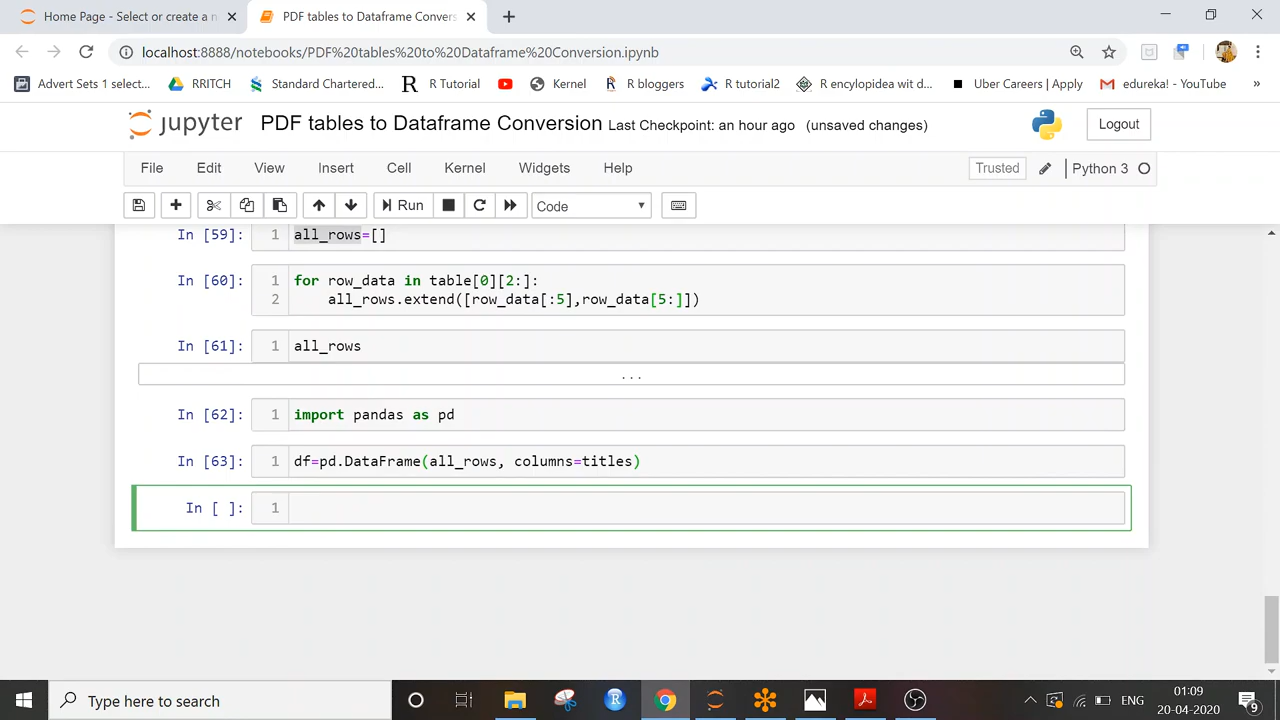 Home Page - Select or create a n
PDF tables to Dataframe Convers
localhost:8888/notebooks/PDF%20tables%20to%20Dataframe%20Conversion.ipynb
Advert Sets 1 select...
RRITCH
Standard Chartered...
R Tutorial
Kernel
R bloggers
R tutorial2
R encylopidea wit d...
Uber Careers | Apply
edureka! - YouTube
»
jupyter PDF tables to Dataframe Conversion Last Checkpoint: an hour ago (unsaved changes)
Logout
File Edit View Insert Cell Kernel Widgets Help
Trusted
Python 3
Run
Code
In [59]: 1 all_rows=[]
In [60]: 1 for row_data in table[0][2:]:
2 all_rows.extend([row_data[:5],row_data[5:]])
In [61]: 1 all_rows
...
In [62]: 1 import pandas as pd
In [63]: 1 df=pd.DataFrame(all_rows, columns=titles)
In [ ]: 1
Type here to search
R
ENG
01:09
20-04-2020
9